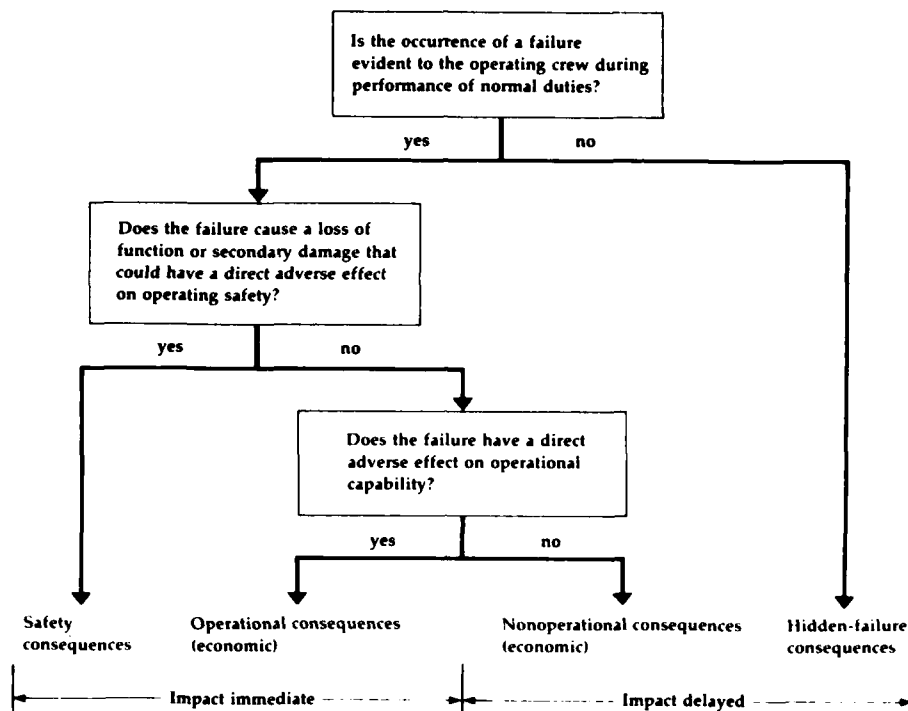 Is the occurrence of a failure
evident to the operating crew during
performance of normal duties?
yes no
Does the failure cause a loss of
function or secondary damage that
could have a direct adverse effect
on operating safety?
yes no
Does the failure have a direct
adverse effect on operational
capability?
yes no
Safety
consequences
Operational consequences
(economic)
Nonoperational consequences
(economic)
Hidden-failure
consequences
Impact immediate
Impact delayed